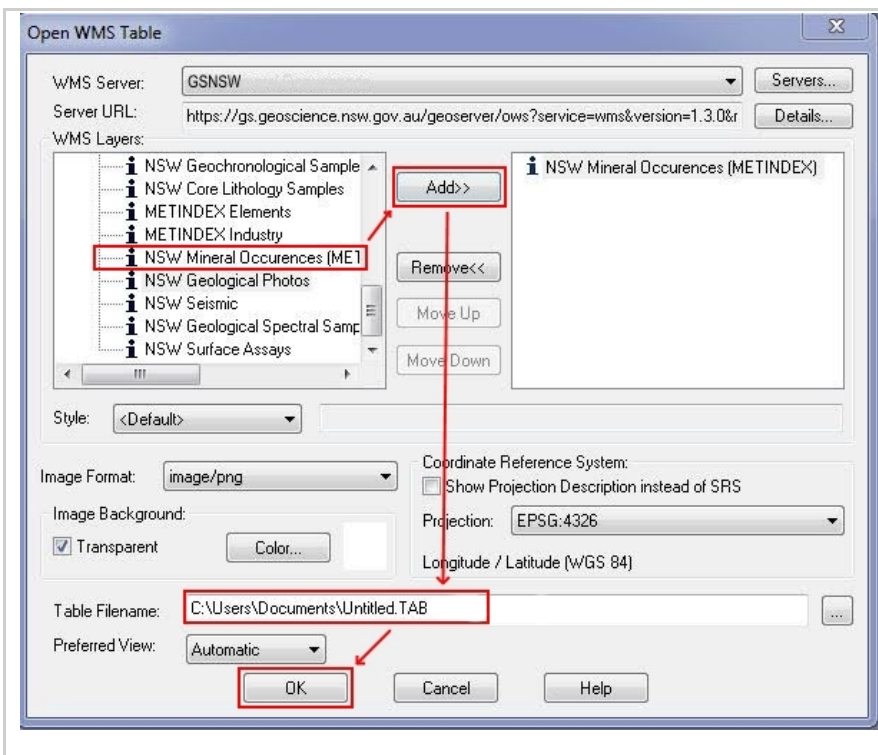 Open WMS Table
WMS Server: GSNSW Servers...
Server URL: https://gs.geoscience.nsw.gov.au/geoserver/ows?service=wms&version=1.3.0&r Details...
WMS Layers:
NSW Geochronological Sample
NSW Core Lithology Samples
METINDEX Elements
METINDEX Industry
NSW Mineral Occurences (MET
NSW Geological Photos
NSW Seismic
NSW Geological Spectral Samp
NSW Surface Assays
Add>>
Remove<<
Move Up
Move Down
NSW Mineral Occurences (METINDEX)
Style: <Default>
Image Format: image/png
Image Background:
Transparent Color...
Coordinate Reference System:
Show Projection Description instead of SRS
Projection: EPSG:4326
Longitude / Latitude (WGS 84)
Table Filename: C:\Users\Documents\Untitled.TAB ...
Preferred View: Automatic
OK Cancel Help